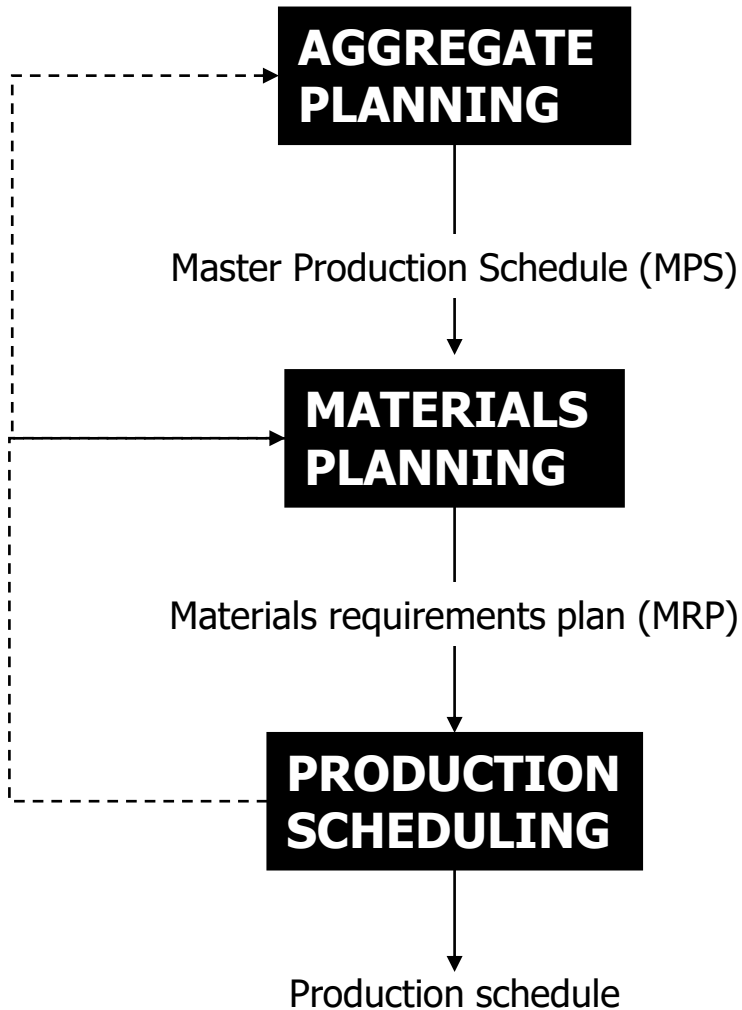 AGGREGATE
PLANNING
Master Production Schedule (MPS)
MATERIALS
PLANNING
Materials requirements plan (MRP)
PRODUCTION
SCHEDULING
Production schedule